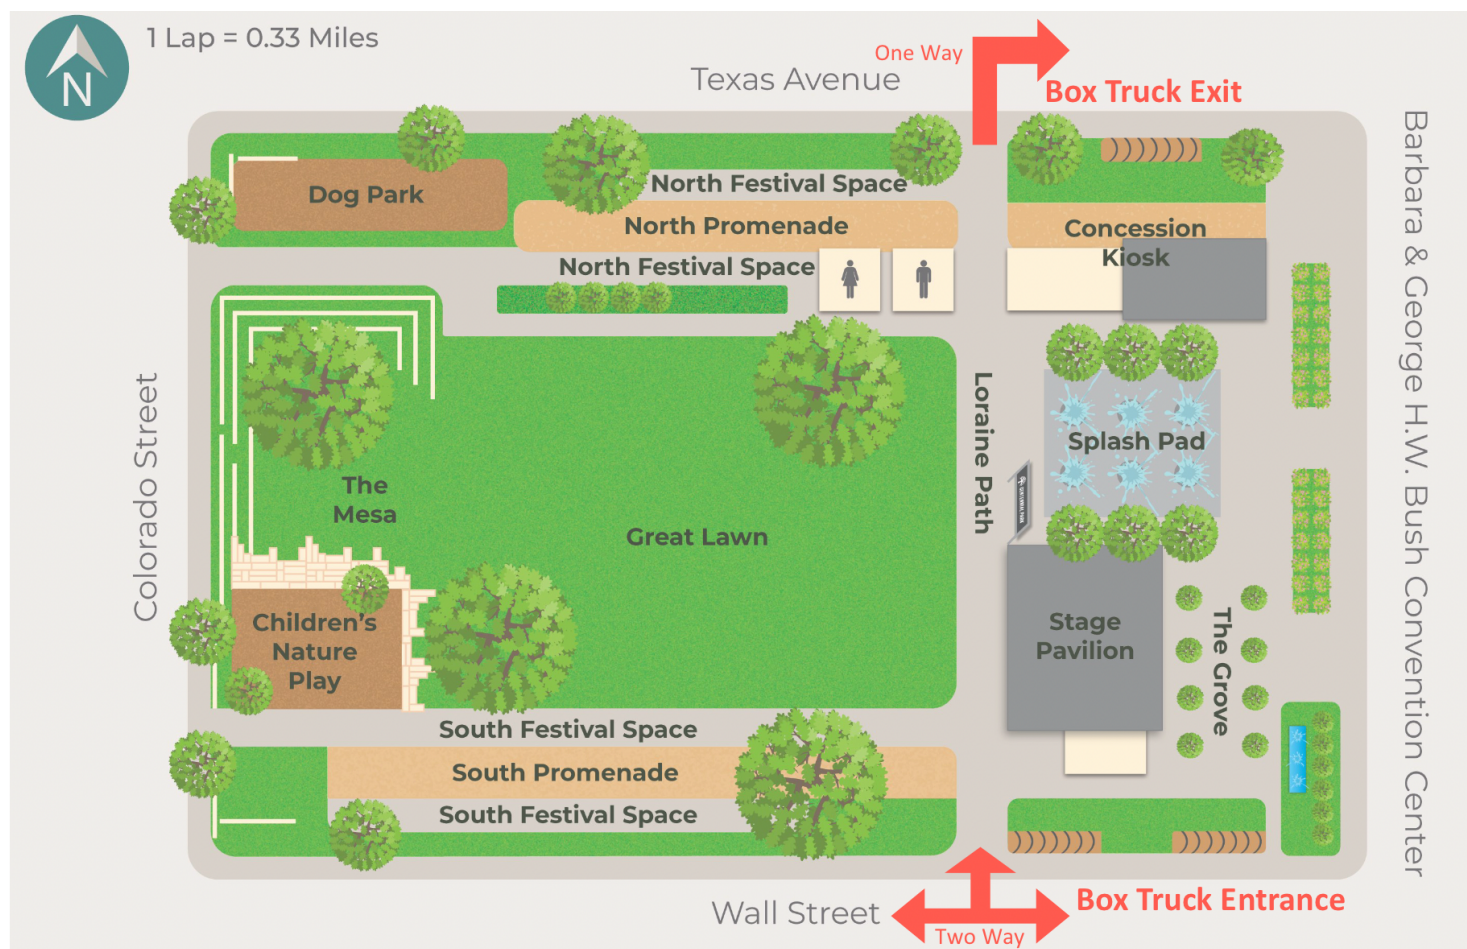 N
1 Lap = 0.33 Miles
One Way
Texas Avenue
Box Truck Exit
Dog Park
North Festival Space
North Promenade
North Festival Space
Concession
Kiosk
Barbara & George H.W. Bush Convention Center
Colorado Street
Loraine Path
Splash Pad
The
Mesa
Great Lawn
Children's
Nature
Play
Stage
Pavilion
The Grove
South Festival Space
South Promenade
South Festival Space
Wall Street
Box Truck Entrance
Two Way